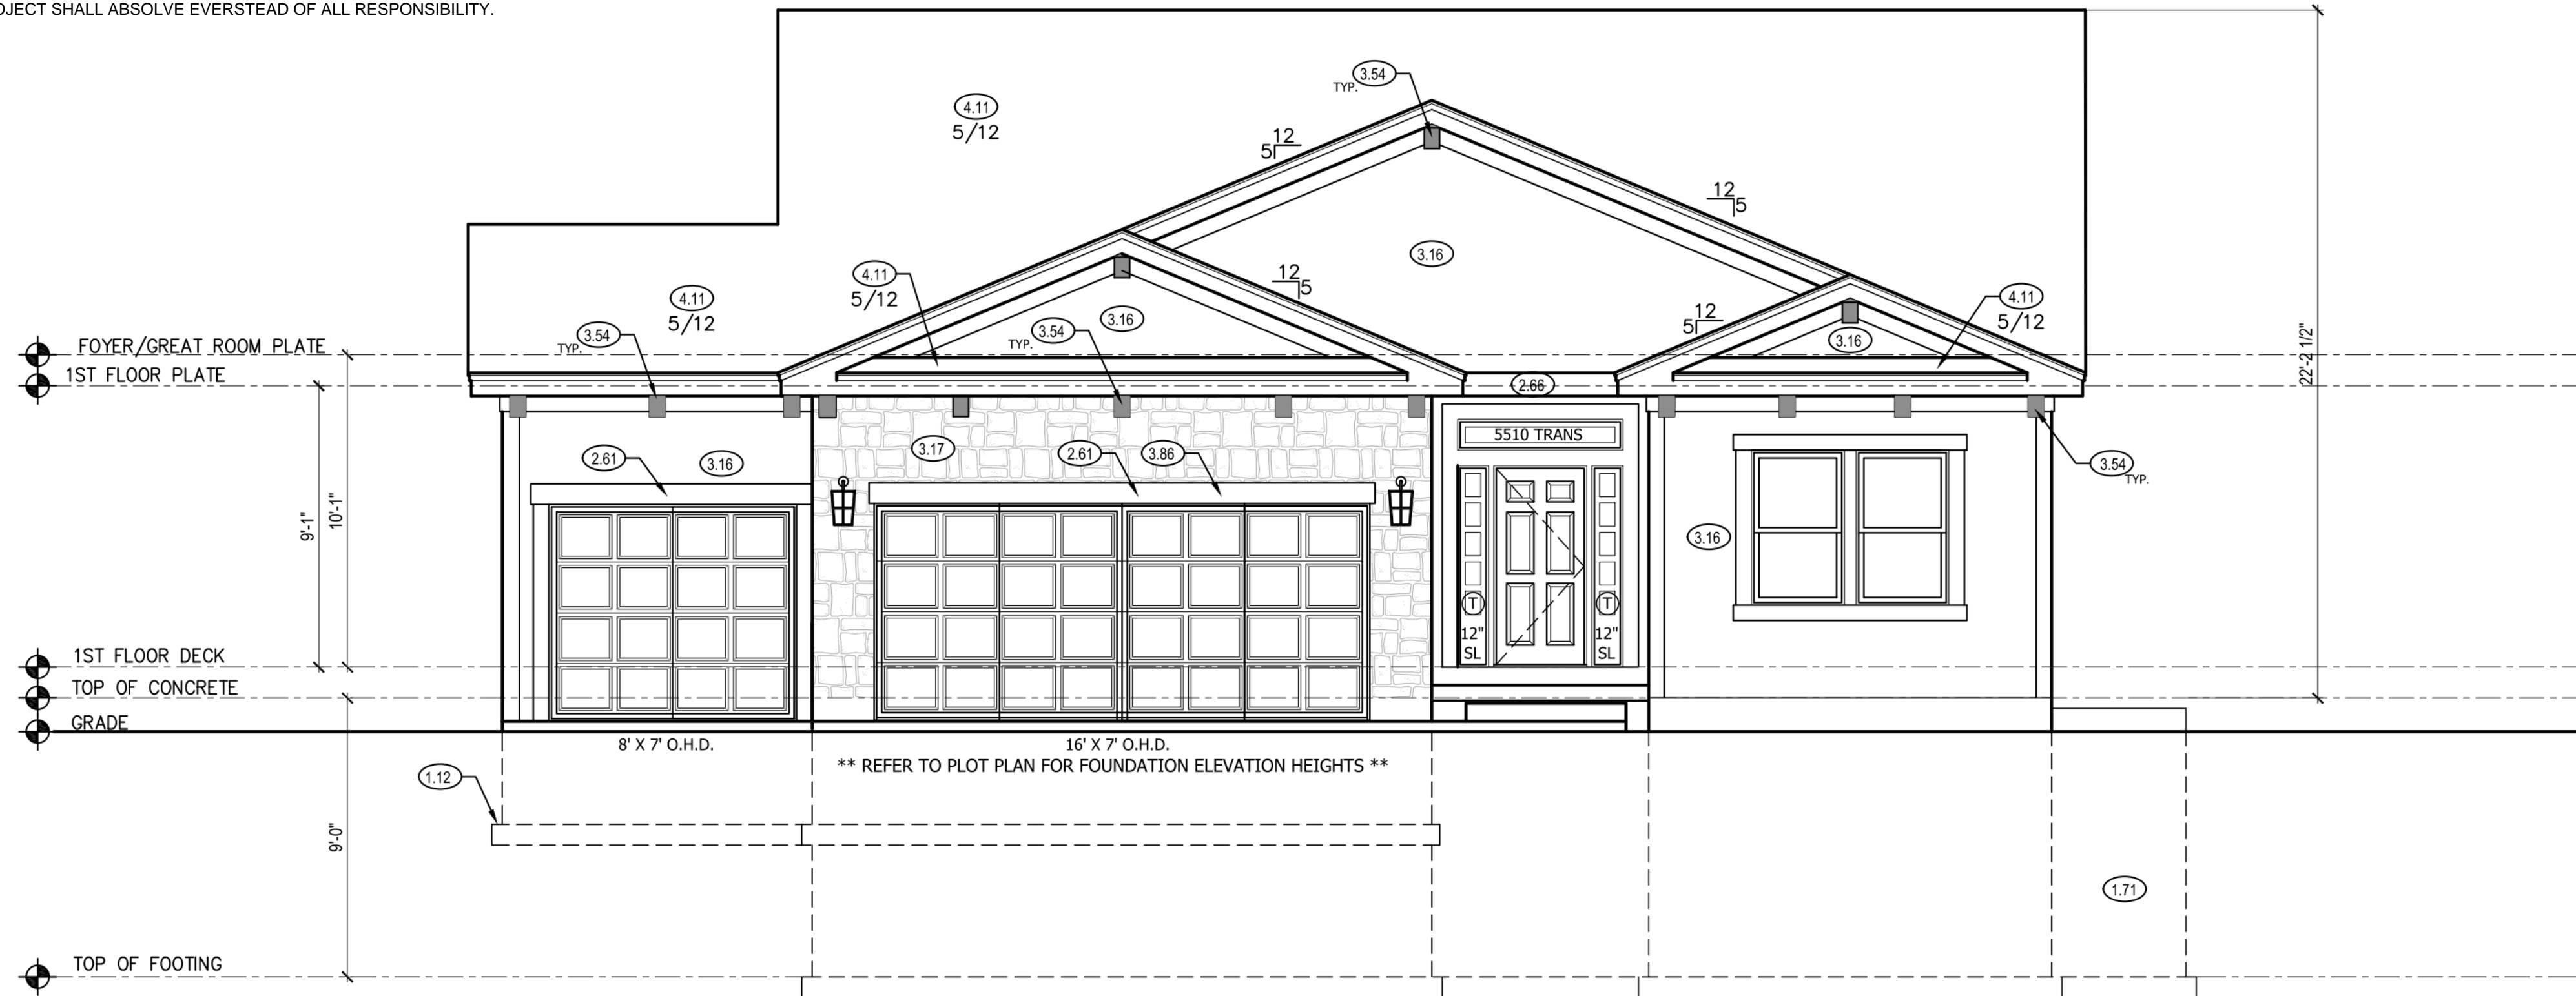 OJECT SHALL ABSOLVE EVERSTEAD OF ALL RESPONSIBILITY.
3.54
TYP.
4.11
5/12
12
5
12
5
3.16
4.11
5/12
12
5
4.11
5/12
3.16
12
5
4.11
5/12
3.54
TYP.
3.54
TYP.
3.16
22'-2 1/2"
FOYER/GREAT ROOM PLATE
1ST FLOOR PLATE
2.66
5510 TRANS
2.61
3.16
3.17
2.61
3.86
3.54
TYP.
9'-1"
10'-1"
3.16
T
T
12"
SL
12"
SL
1ST FLOOR DECK
TOP OF CONCRETE
GRADE
8' X 7' O.H.D.
16' X 7' O.H.D.
** REFER TO PLOT PLAN FOR FOUNDATION ELEVATION HEIGHTS **
1.12
9'-0"
1.71
TOP OF FOOTING